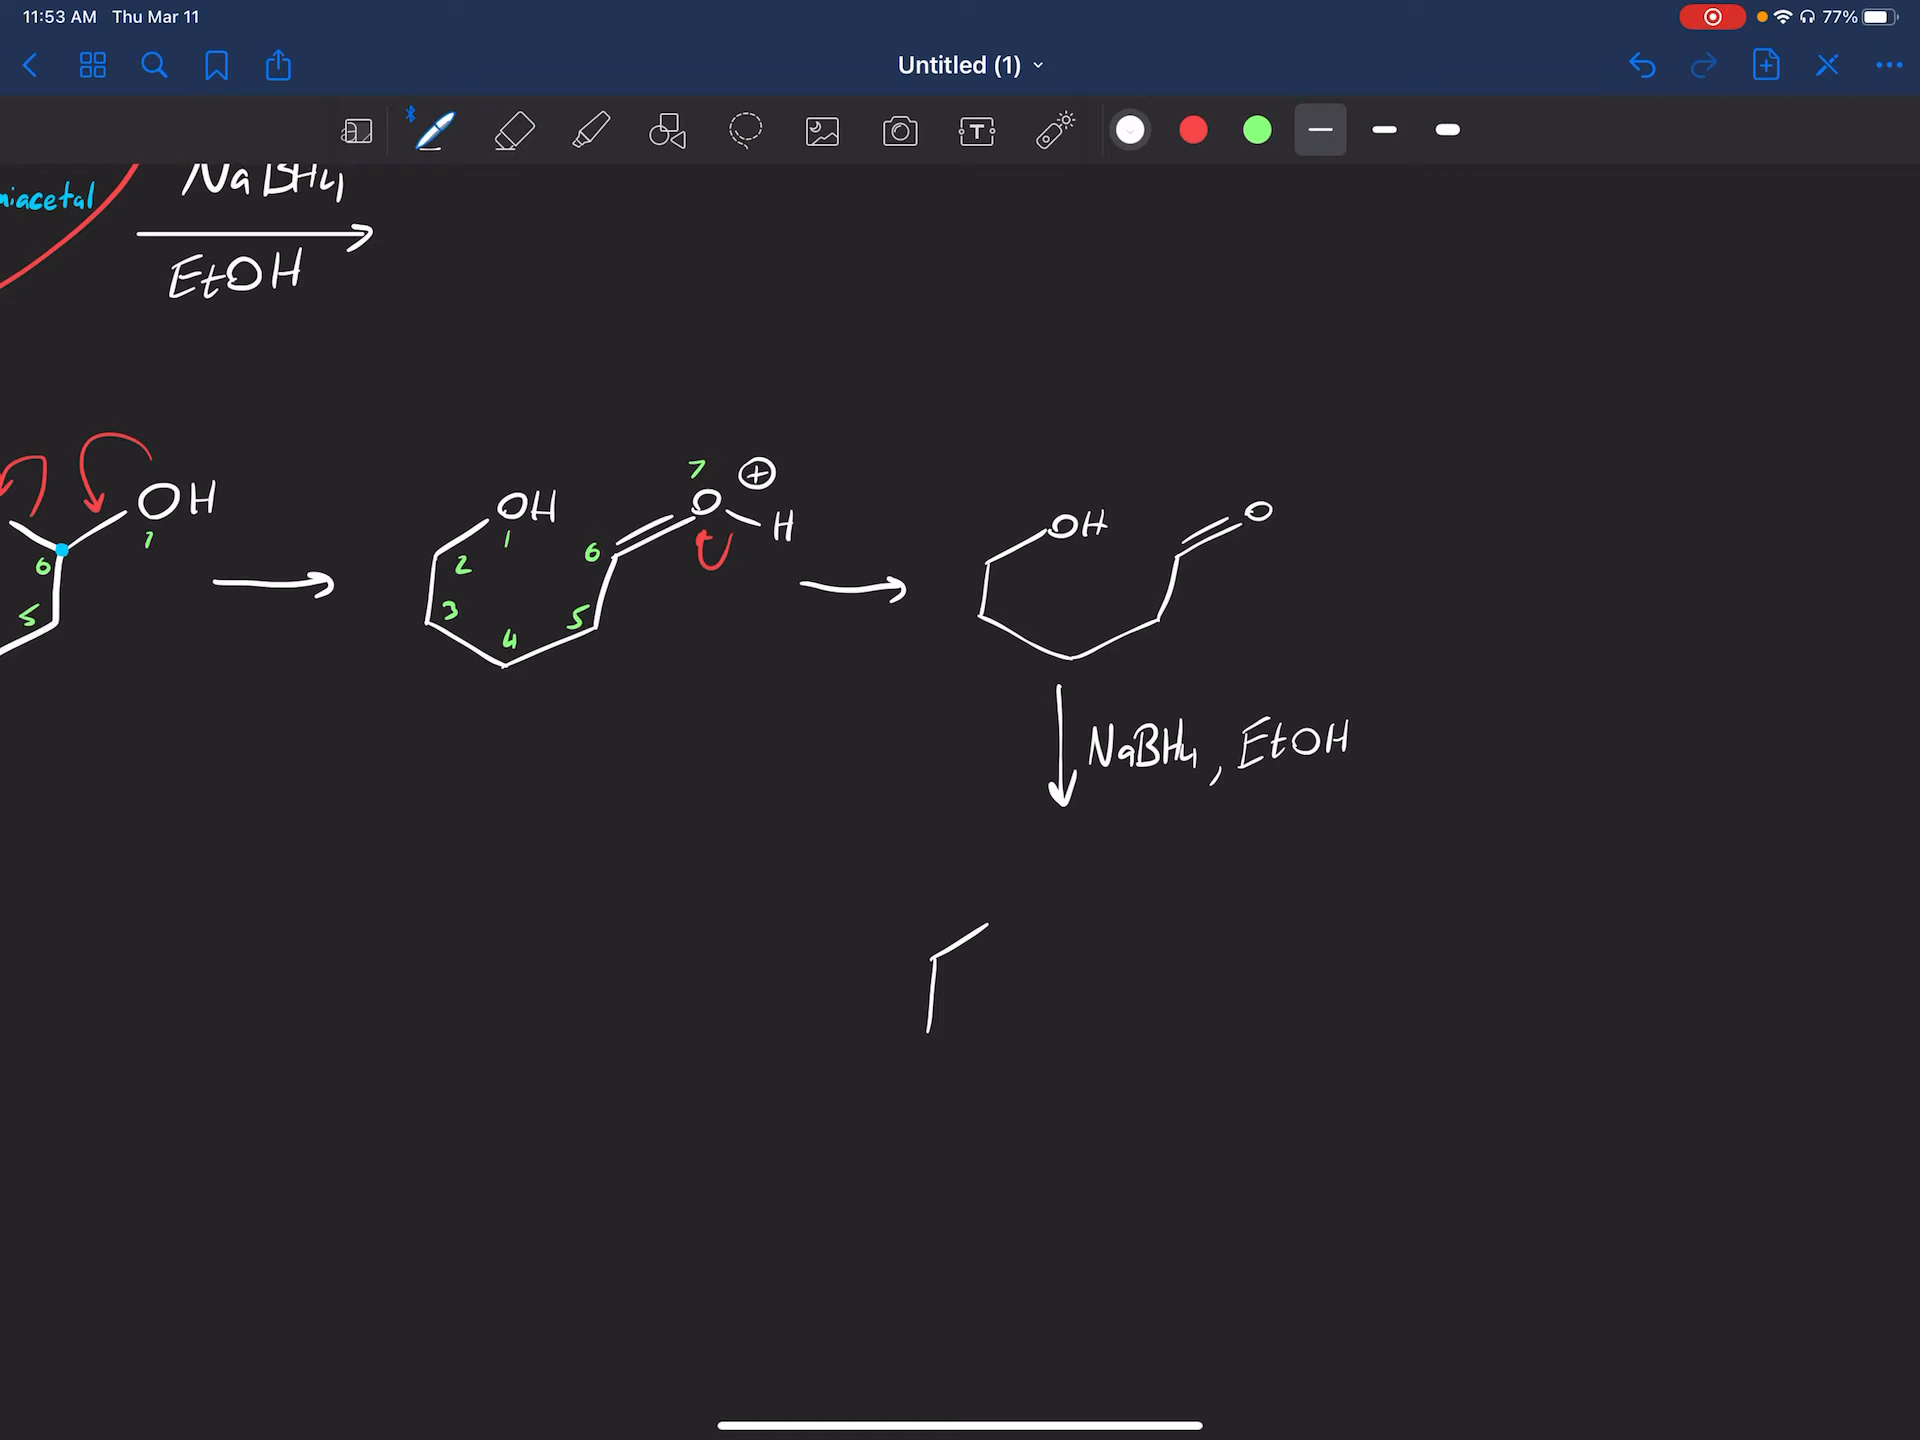 11:53 AM Thu Mar 11
77%
Untitled (1)
T
NaBH4
miacetal
EtOH
7 +
OH
1
6
5
OH
1
2
3
4
5
6
O
H
OH
O
NaBH4, EtOH